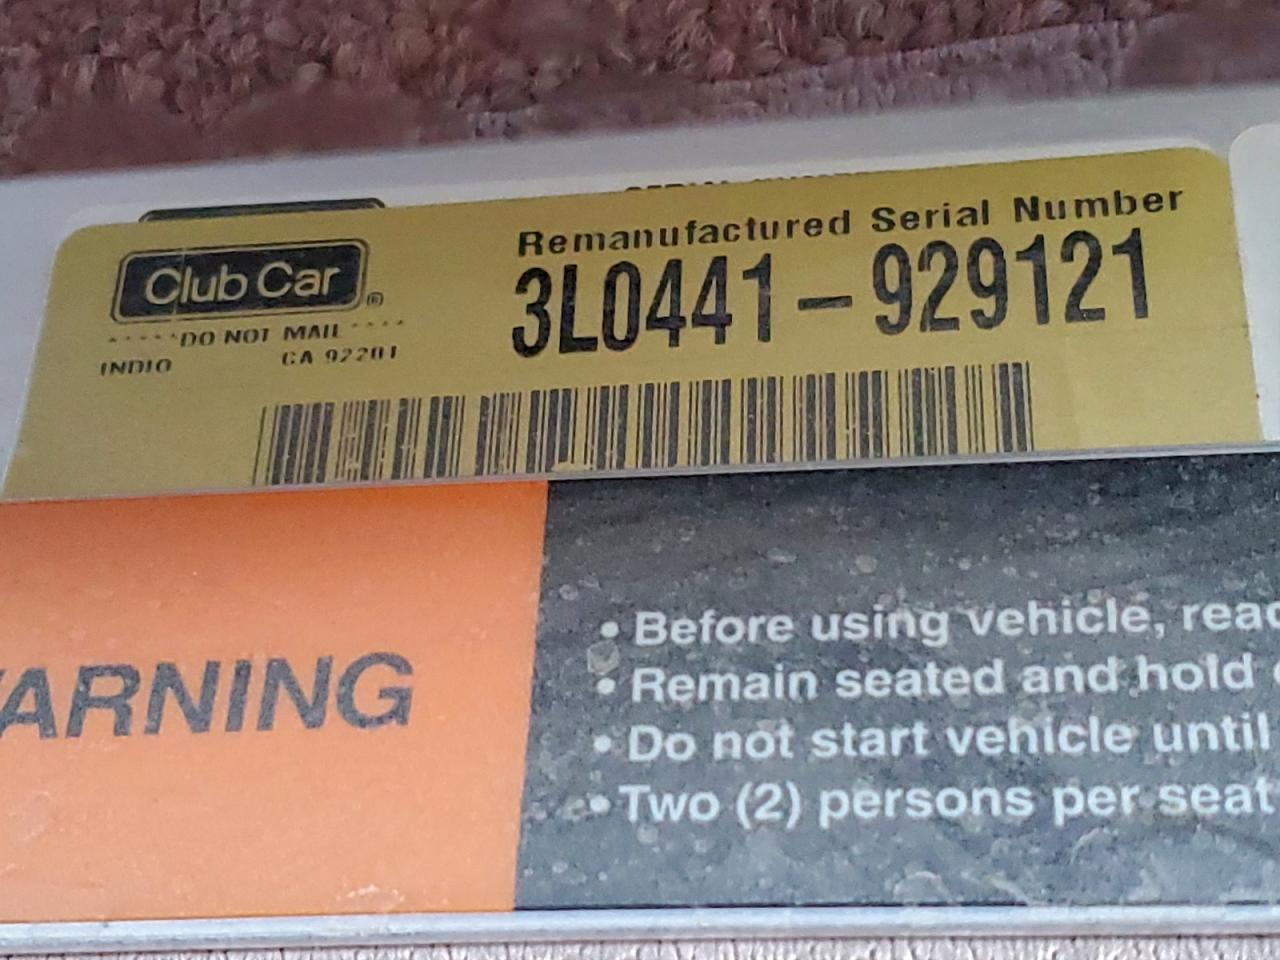 Remanufactured Serial Number
Club Car®
3L0441-929121
*****DO NOT MAIL****
INDIO CA 92201
WARNING
• Before using vehicle, read
• Remain seated and hold
• Do not start vehicle until
• Two (2) persons per seat